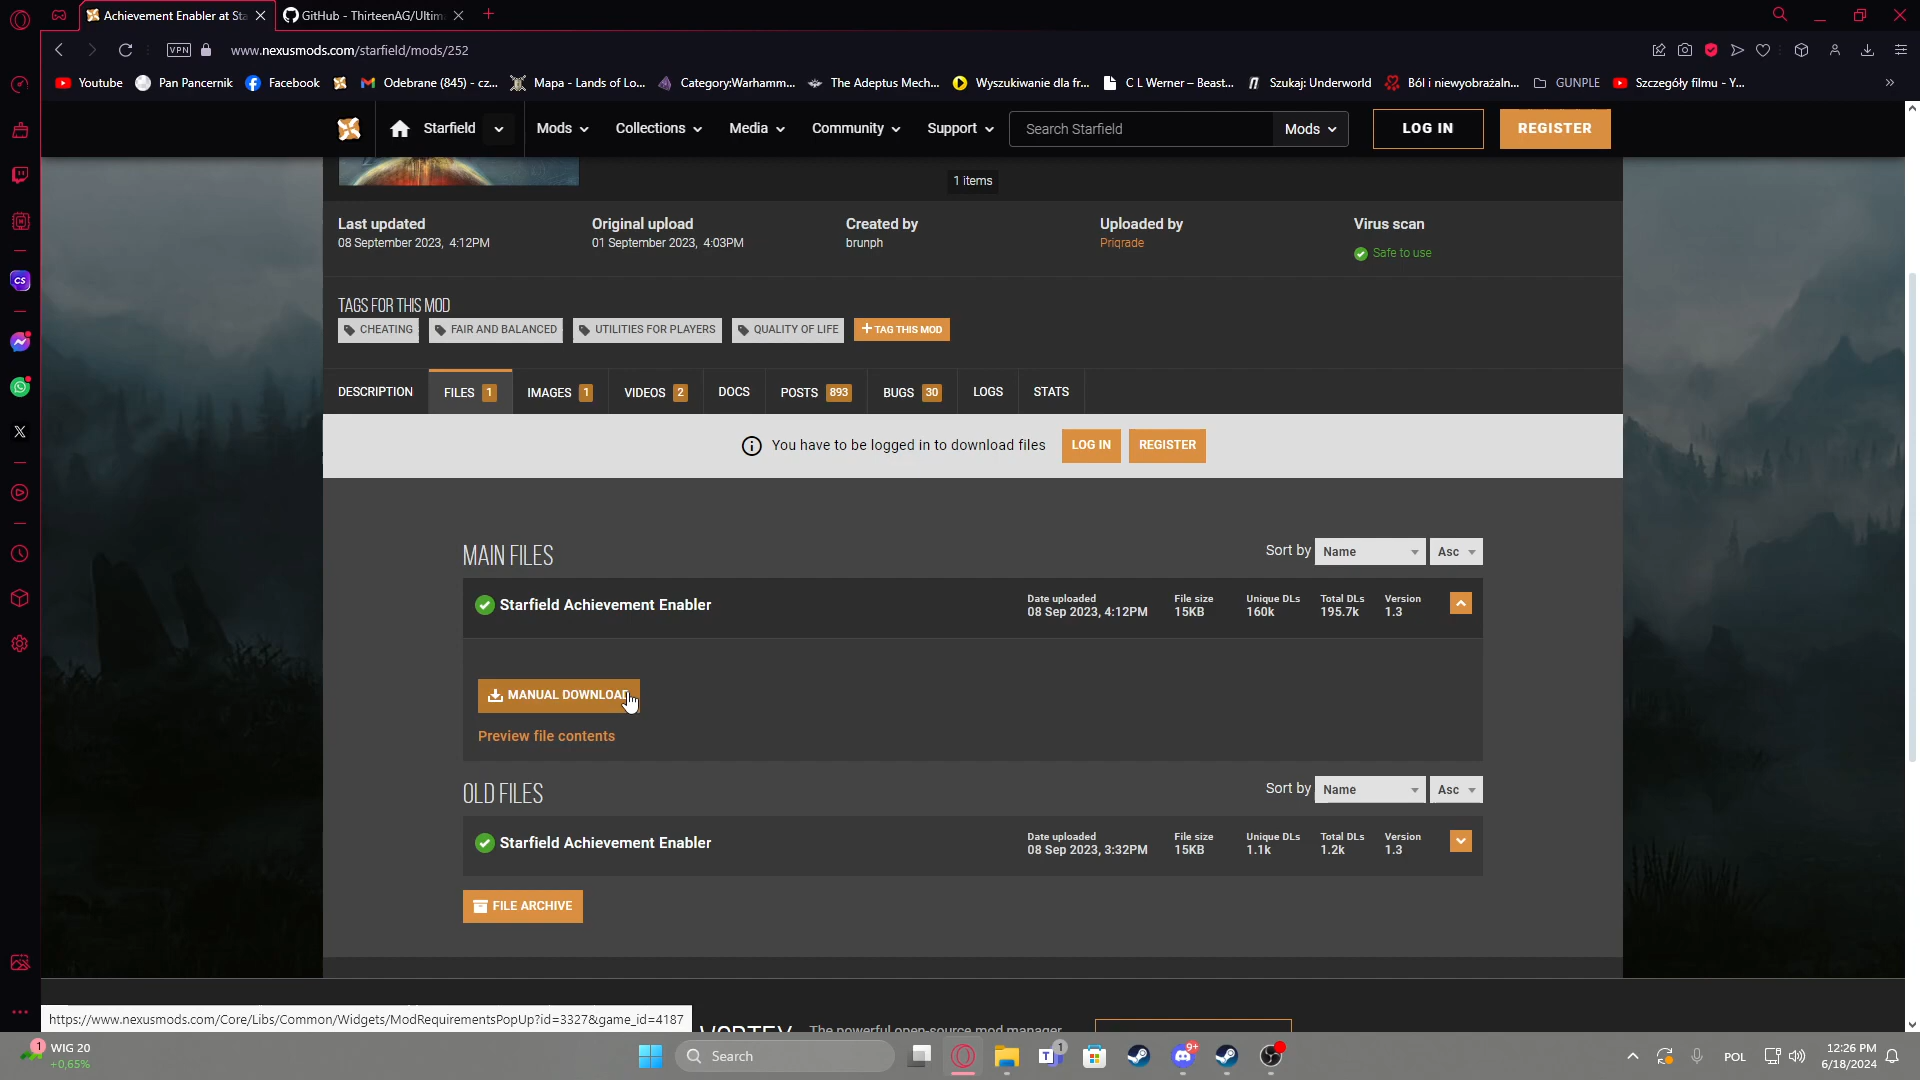 Achievement Enabler at Sta
GitHub - ThirteenAG/Ultim
VPN
www.nexusmods.com/starfield/mods/252
Youtube
Pan Pancernik
Facebook
Odebrane (845) - cz...
Mapa - Lands of Lo...
Category:Warhamm...
The Adeptus Mech...
Wyszukiwanie dla fr...
C L Werner – Beast...
Szukaj: Underworld
Ból i niewyobrażaln...
GUNPLE
Szczegóły filmu - Y...
»
Starfield
Mods
Collections
Media
Community
Support
Search Starfield
Mods
LOG IN
REGISTER
1 items
Last updated
08 September 2023, 4:12PM
Original upload
01 September 2023, 4:03PM
Created by
brunph
Uploaded by
Prigrade
Virus scan
Safe to use
TAGS FOR THIS MOD
CHEATING
FAIR AND BALANCED
UTILITIES FOR PLAYERS
QUALITY OF LIFE
+ TAG THIS MOD
DESCRIPTION
FILES 1
IMAGES 1
VIDEOS 2
DOCS
POSTS 893
BUGS 30
LOGS
STATS
You have to be logged in to download files
LOG IN
REGISTER
MAIN FILES
Sort by
Name
Asc
Starfield Achievement Enabler
Date uploaded
08 Sep 2023, 4:12PM
File size
15KB
Unique DLs
160k
Total DLs
195.7k
Version
1.3
MANUAL DOWNLOAD
Preview file contents
OLD FILES
Sort by
Name
Asc
Starfield Achievement Enabler
Date uploaded
08 Sep 2023, 3:32PM
File size
15KB
Unique DLs
1.1k
Total DLs
1.2k
Version
1.3
FILE ARCHIVE
https://www.nexusmods.com/Core/Libs/Common/Widgets/ModRequirementsPopUp?id=3327&game_id=4187
VORTEX
The powerful open-source mod manager
CS
1
WIG 20
+0,65%
Search
1
9+
POL
12:26 PM
6/18/2024